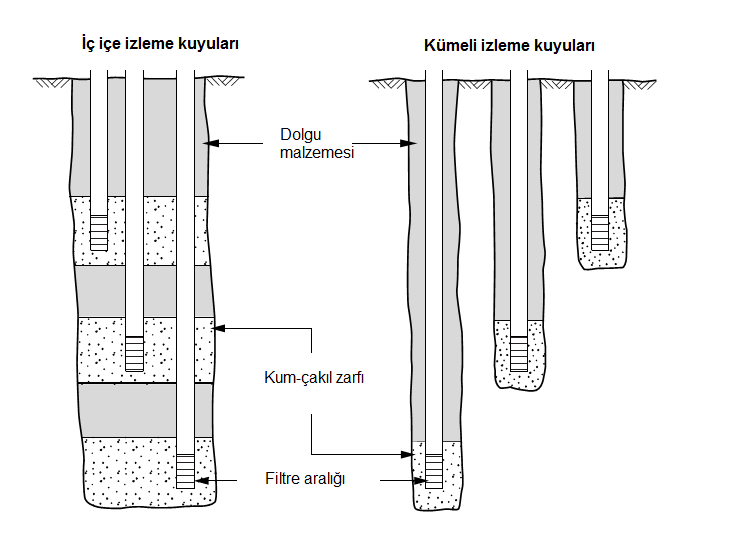 İç içe izleme kuyuları
Kümeli izleme kuyuları
Dolgu
malzemesi
Kum-çakıl zarfı
Filtre aralığı